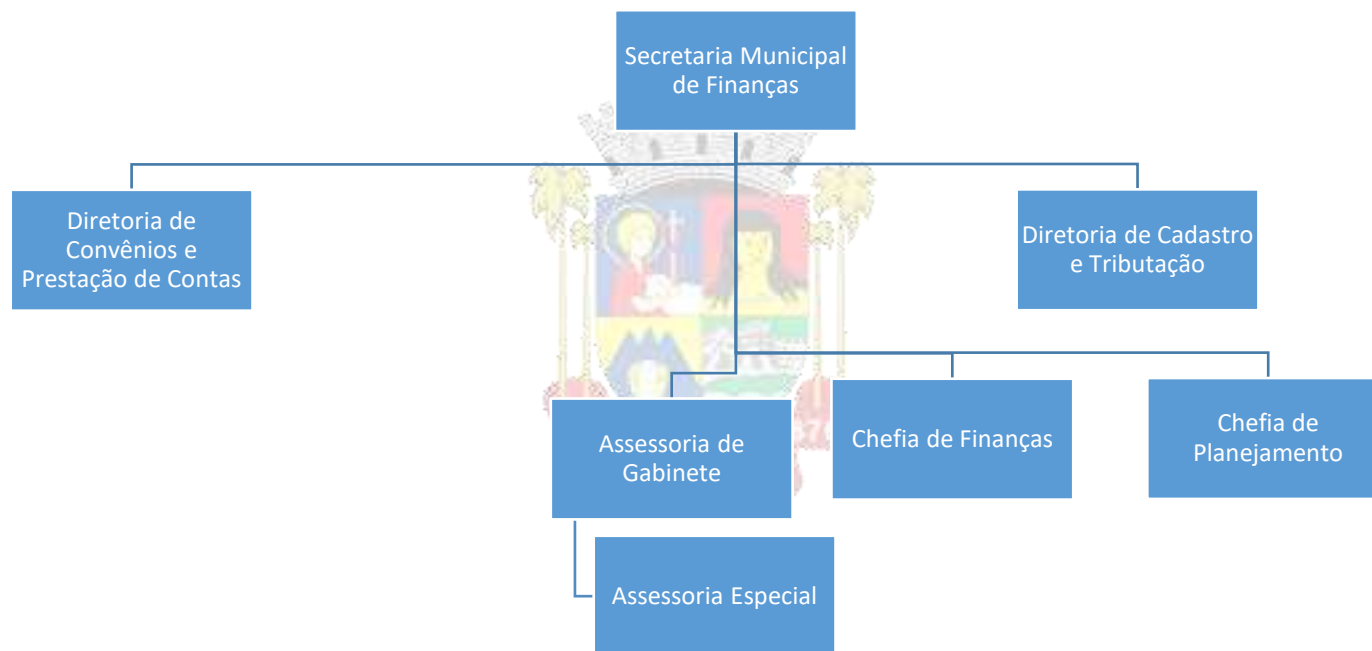 Secretaria Municipal
de Finanças
Diretoria de
Convênios e
Prestação de Contas
Diretoria de Cadastro
e Tributação
Assessoria de
Gabinete
Chefia de Finanças
Chefia de
Planejamento
Assessoria Especial